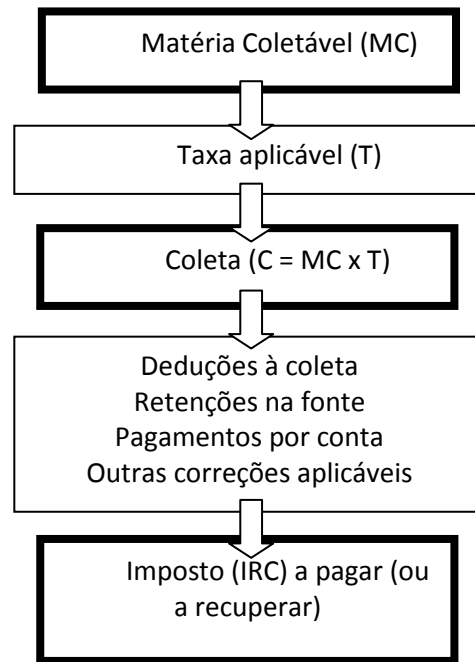 Matéria Coletável (MC)
Taxa aplicável (T)
Coleta (C = MC x T)
Deduções à coleta
Retenções na fonte
Pagamentos por conta
Outras correções aplicáveis
Imposto (IRC) a pagar (ou
a recuperar)